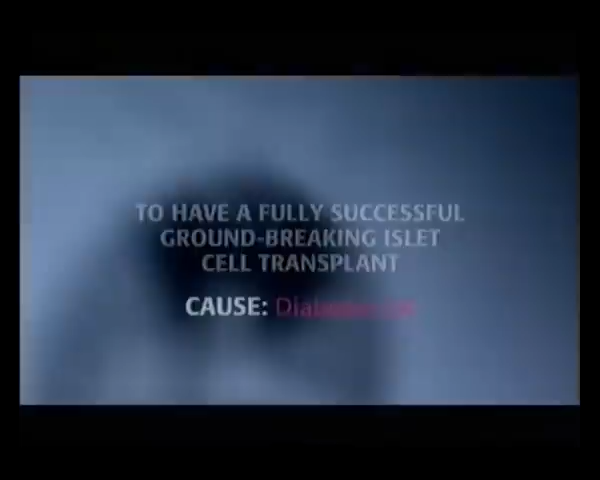 TO HAVE A FULLY SUCCESSFUL
GROUND-BREAKING ISLET
CELL TRANSPLANT
CAUSE: